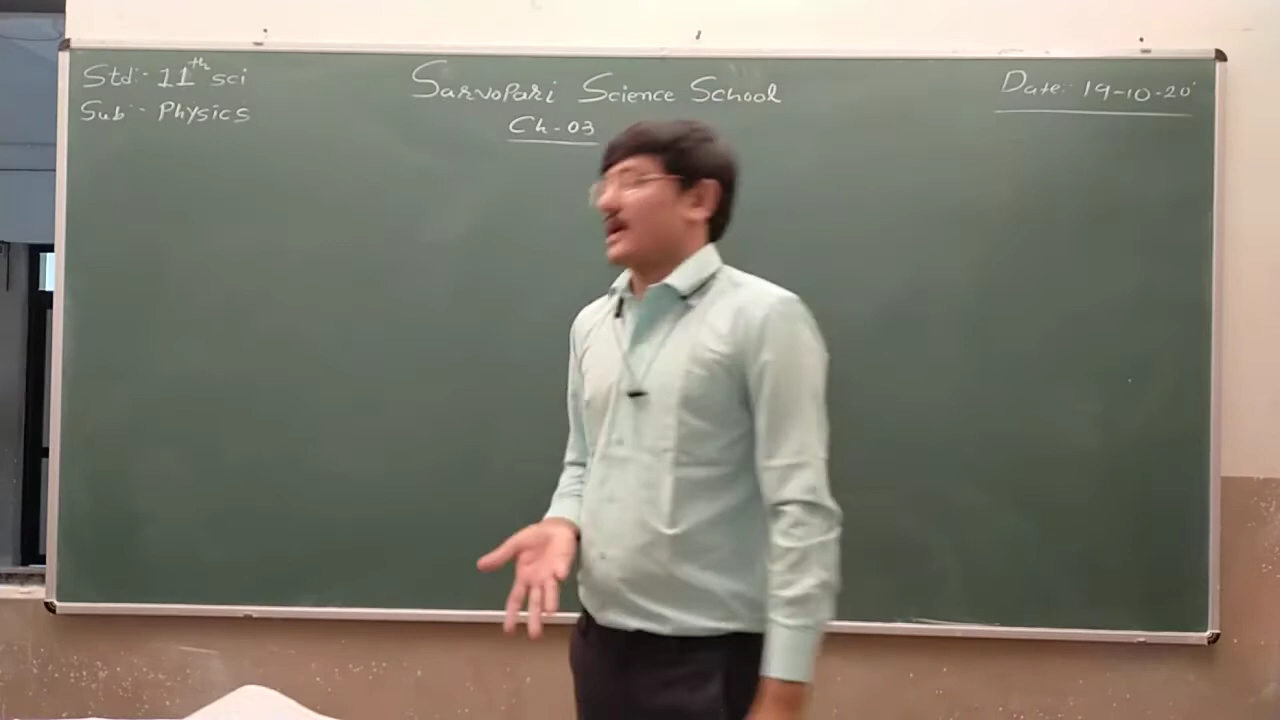 Std:- 11th sci
Sub:- Physics
Sarvopari Science School
Ch-03
Date:- 19-10-20'